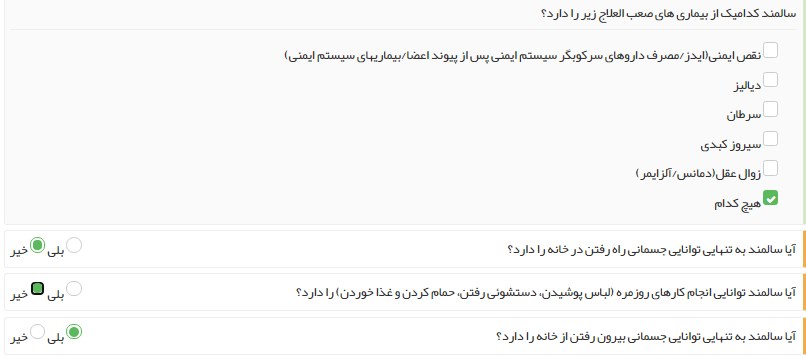 سالمند کدامیک از بیماری های صعب العلاج زیر را دارد؟
نقص ایمنی(ایدز/مصرف داروهای سرکوبگر سیستم ایمنی پس از پیوند اعضا/بیماریهای سیستم ایمنی)
دیالیز
سرطان
سیروز کبدی
زوال عقل(دمانس/آلزایمر)
هیچ کدام
آیا سالمند به تنهایی توانایی جسمانی راه رفتن در خانه را دارد؟ بلی خیر
آیا سالمند توانایی انجام کارهای روزمره (لباس پوشیدن، دستشوئی رفتن، حمام کردن و غذا خوردن) را دارد؟ بلی خیر
آیا سالمند به تنهایی توانایی جسمانی بیرون رفتن از خانه را دارد؟ بلی خیر